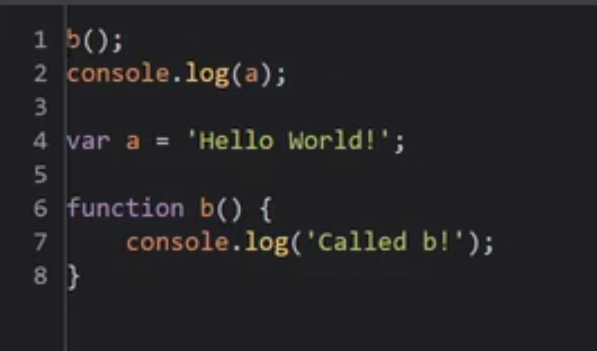 1 b();
2 console.log(a);
3
4 var a = 'Hello World!';
5
6 function b() {
7     console.log('Called b!');
8 }